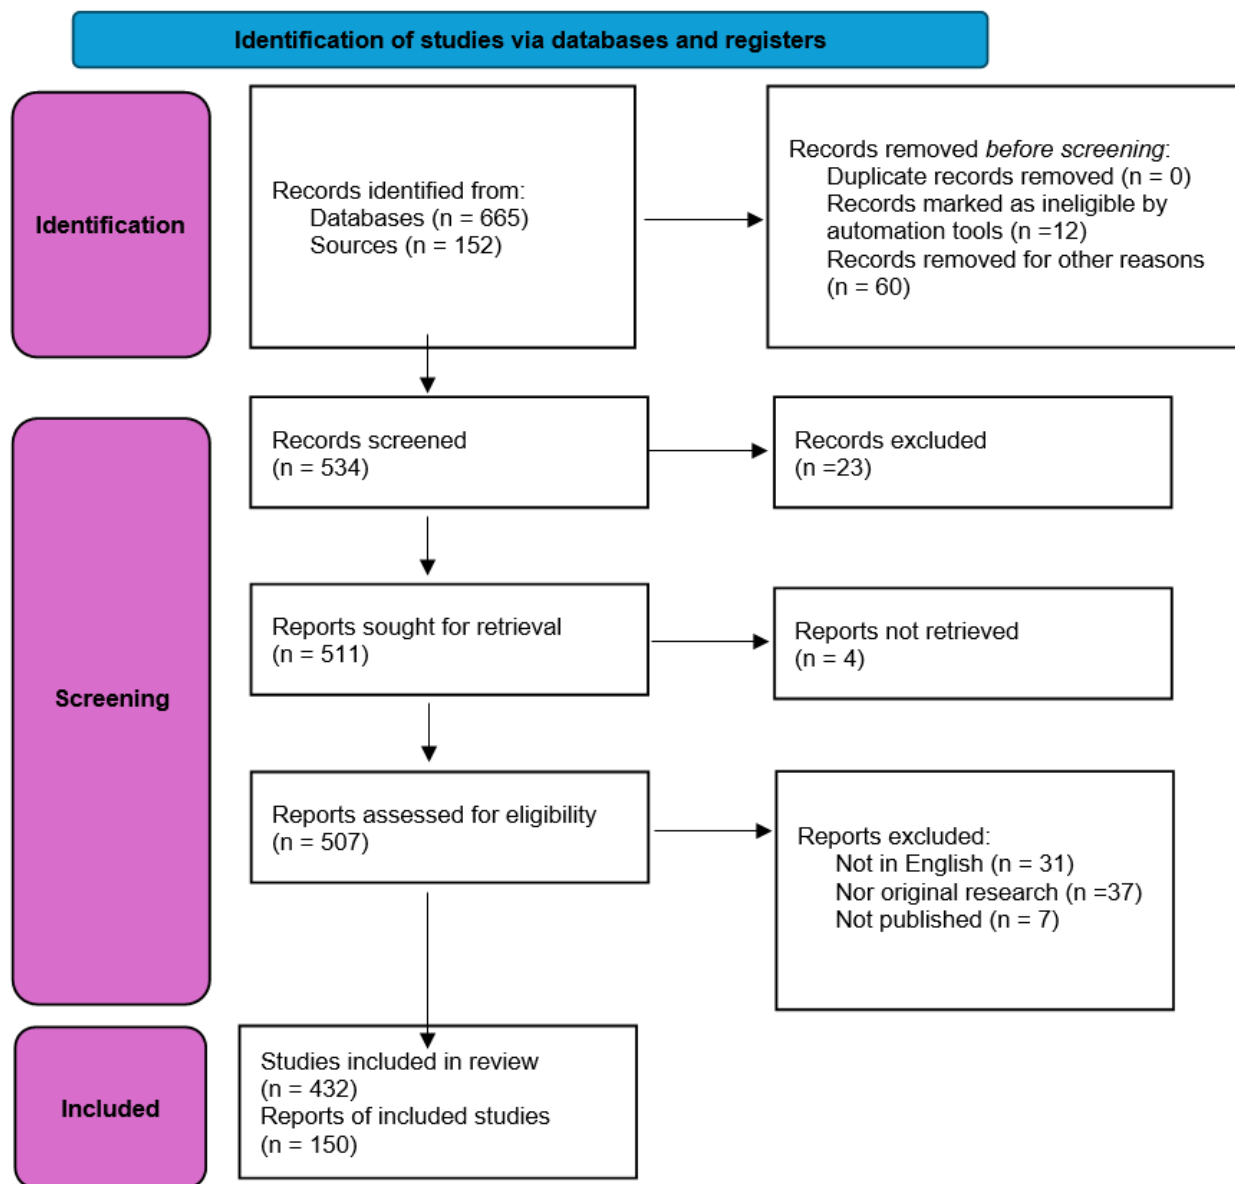 Identification of studies via databases and registers
Identification
Records identified from:
Databases (n = 665)
Sources (n = 152)
Records removed before screening:
Duplicate records removed (n = 0)
Records marked as ineligible by
automation tools (n =12)
Records removed for other reasons
(n = 60)
Screening
Records screened
(n = 534)
Records excluded
(n =23)
Reports sought for retrieval
(n = 511)
Reports not retrieved
(n = 4)
Reports assessed for eligibility
(n = 507)
Reports excluded:
Not in English (n = 31)
Nor original research (n =37)
Not published (n = 7)
Included
Studies included in review
(n = 432)
Reports of included studies
(n = 150)